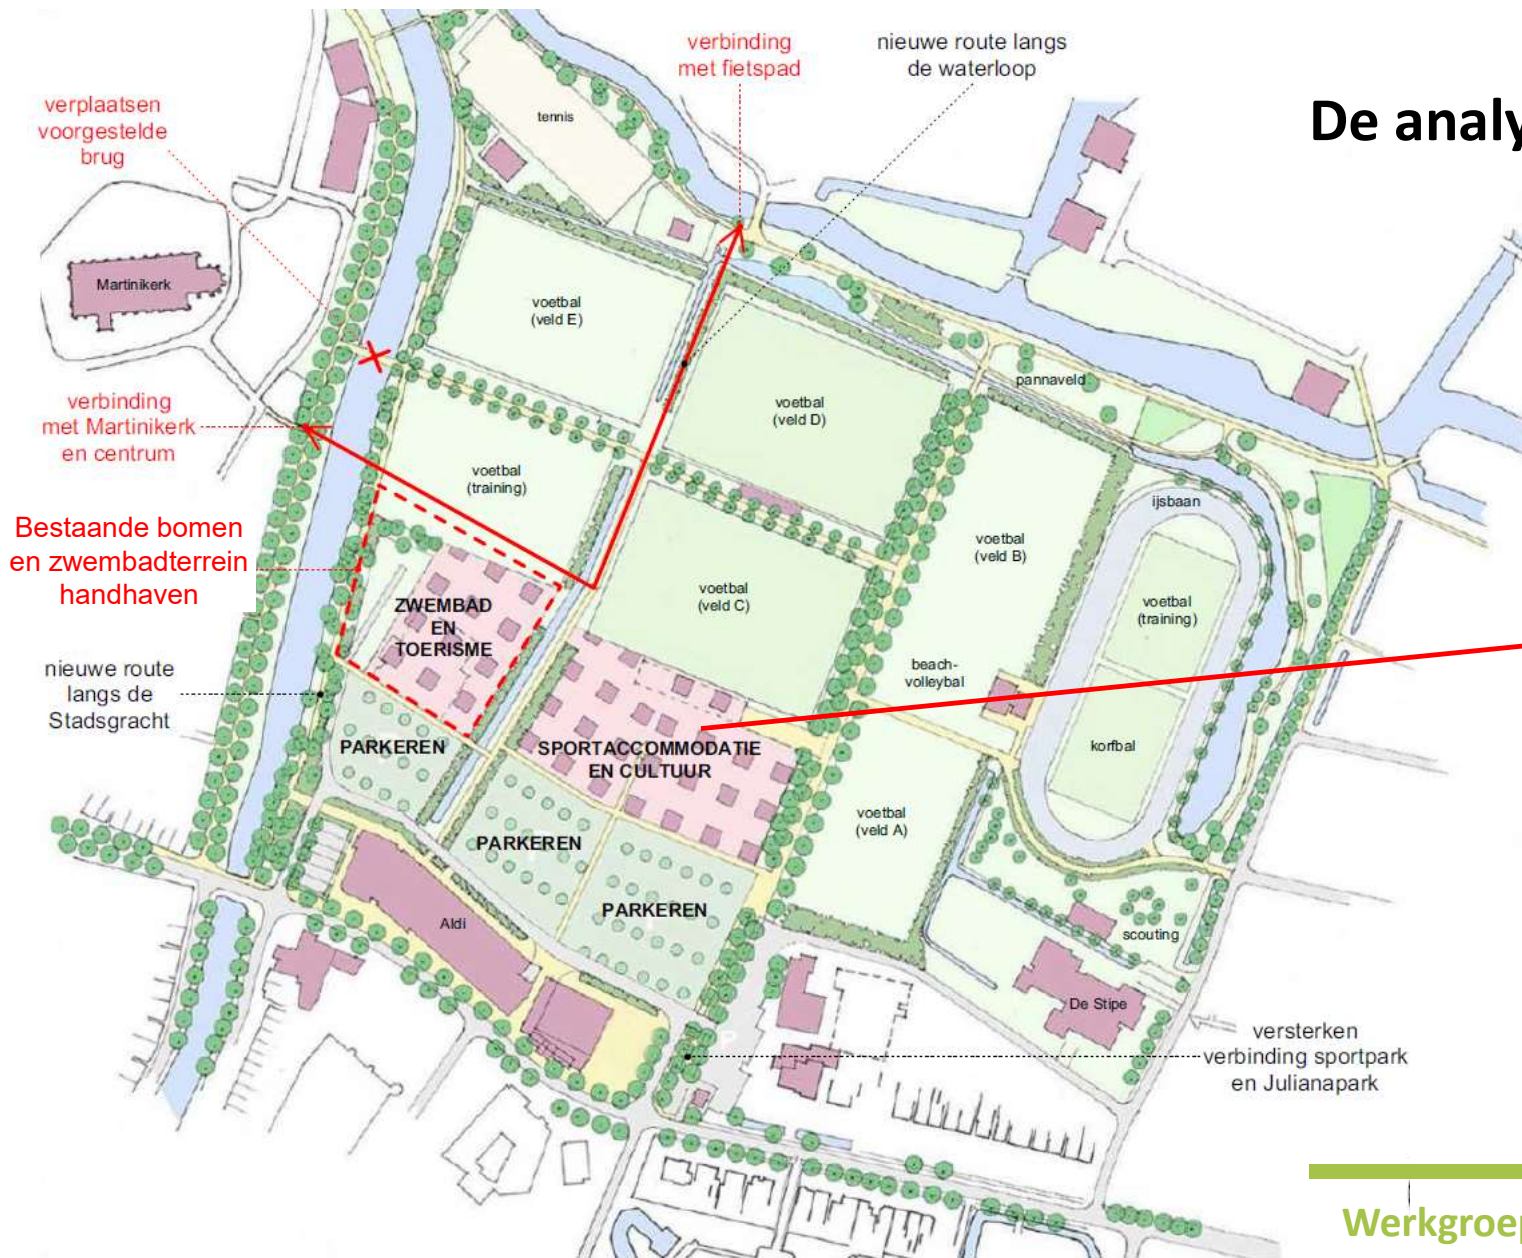 verbinding
met fietspad
nieuwe route langs
de waterloop
verplaatsen
voorgestelde
brug
De analy
tennis
Martinikerk
voetbal
(veld E)
pannaveld
voetbal
(veld D)
verbinding
met Martinikerk
en centrum
voetbal
(training)
ijsbaan
Bestaande bomen
en zwembadterrein
handhaven
voetbal
(veld B)
voetbal
(veld C)
voetbal
(training)
ZWEMBAD
EN
TOERISME
beach-
volleybal
nieuwe route
langs de
Stadsgracht
PARKEREN
SPORTACCOMMODATIE
EN CULTUUR
korfbal
voetbal
(veld A)
PARKEREN
PARKEREN
Aldi
scouting
De Stipe
P
versterken
verbinding sportpark
en Julianapark
Werkgroep